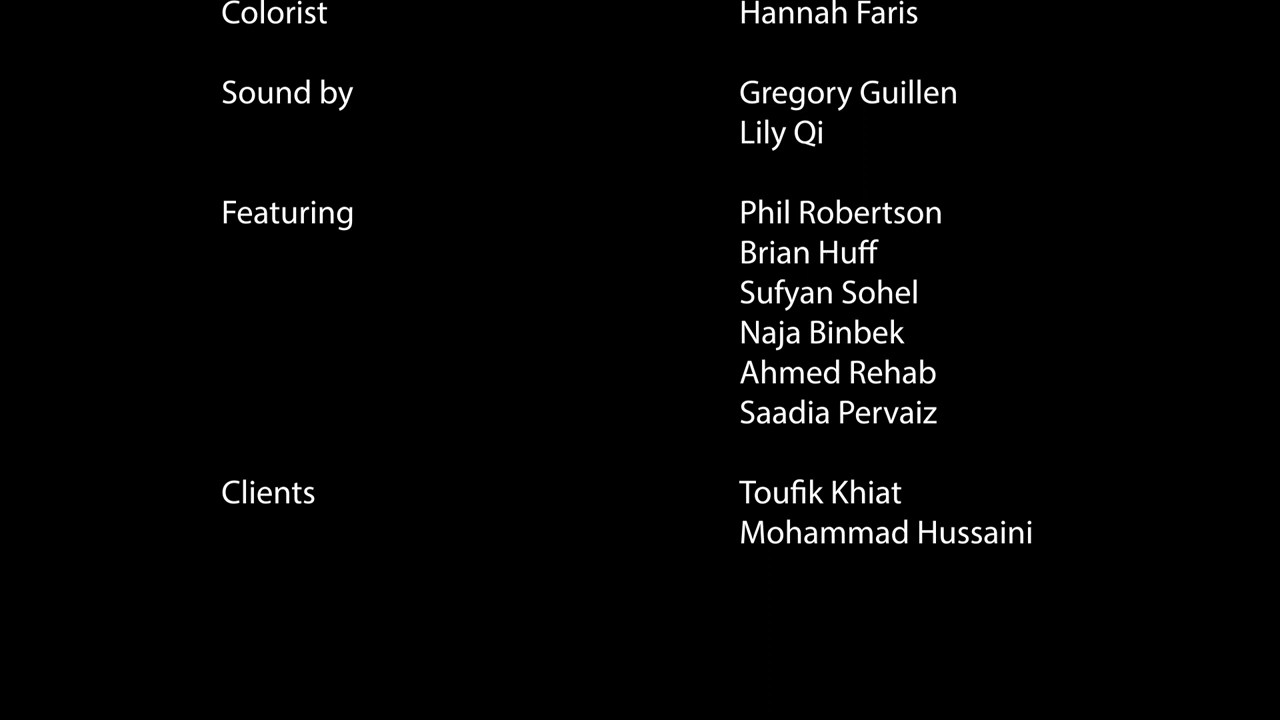 Colorist Hannah Faris
Sound by Gregory Guillen
Lily Qi
Featuring Phil Robertson
Brian Huff
Sufyan Sohel
Naja Binbek
Ahmed Rehab
Saadia Pervaiz
Clients Toufik Khiat
Mohammad Hussaini